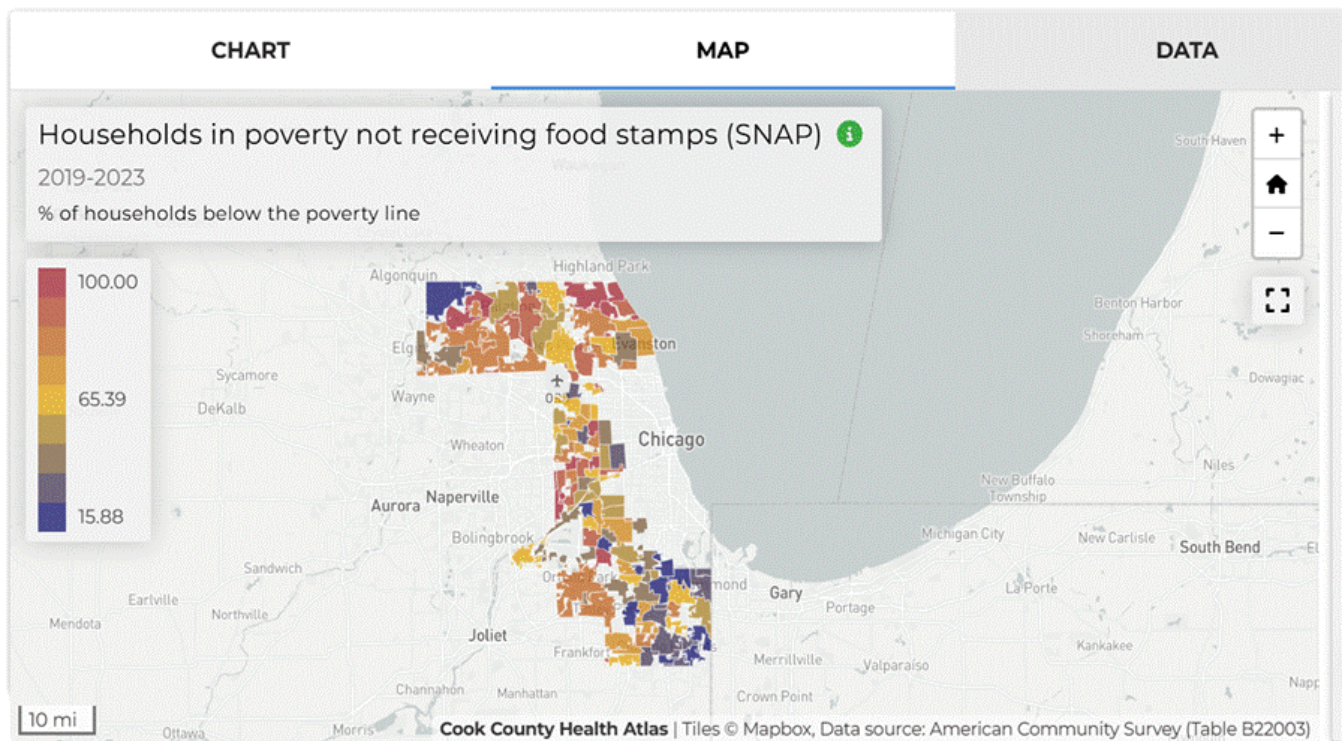 CHART
MAP
DATA
Households in poverty not receiving food stamps (SNAP)
2019-2023
% of households below the poverty line
+
−
South Haven
Waukegan
100.00
65.39
15.88
Algonquin
Highland Park
Benton Harbor
Shoreham
Evanston
Sycamore
DeKalb
Wayne
Dowagiac
Wheaton
Chicago
Niles
New Buffalo
Township
Aurora
Naperville
Bolingbrook
Michigan City
New Carlisle
South Bend
Sandwich
Gary
La Porte
Earlville
Northville
Portage
Mendota
Joliet
Frankfort
Kankakee
Merrillville
Valparaiso
Channahon
Manhattan
Crown Point
10 mi
Ottawa
Morris
Cook County Health Atlas | Tiles © Mapbox, Data source: American Community Survey (Table B22003)